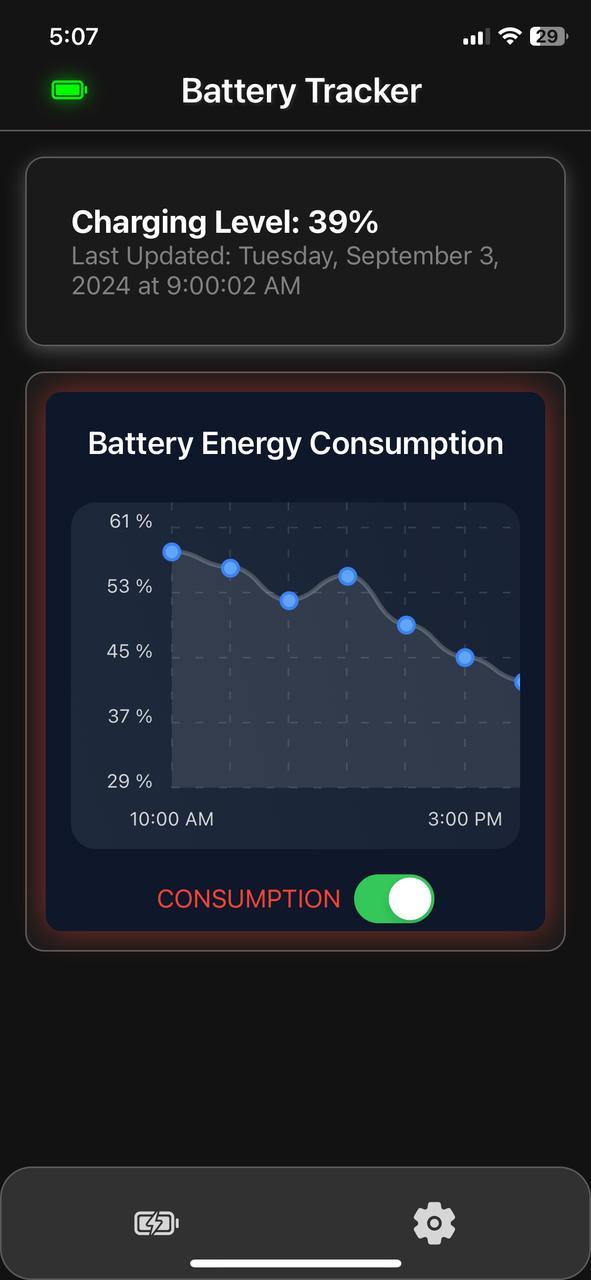 5:07
29
Battery Tracker
Charging Level: 39%
Last Updated: Tuesday, September 3,
2024 at 9:00:02 AM
Battery Energy Consumption
61 %
53 %
45 %
37 %
29 %
10:00 AM
3:00 PM
CONSUMPTION